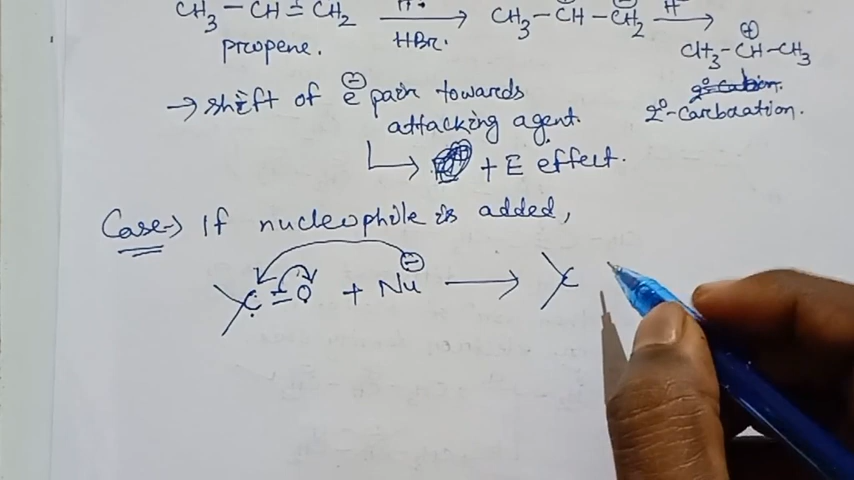 CH₃ – CH = CH₂ H⁺ HBr. CH₃ – CH – CH₂ H⁺
propene. ⊕ CH₃–CH–CH₃
→ shift of e⊖ pair towards
attacking agent. 2°-Carbocation.
↳ + E effect.
Case→ If nucleophile is added,
C = O + Nu⊖ → C